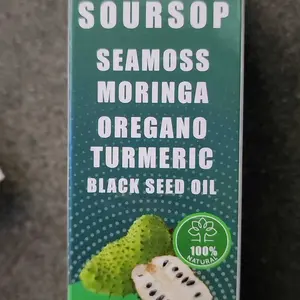 SOURSOP
SEAMOSS
MORINGA
OREGANO
TURMERIC
BLACK SEED OIL
100%
NATURAL